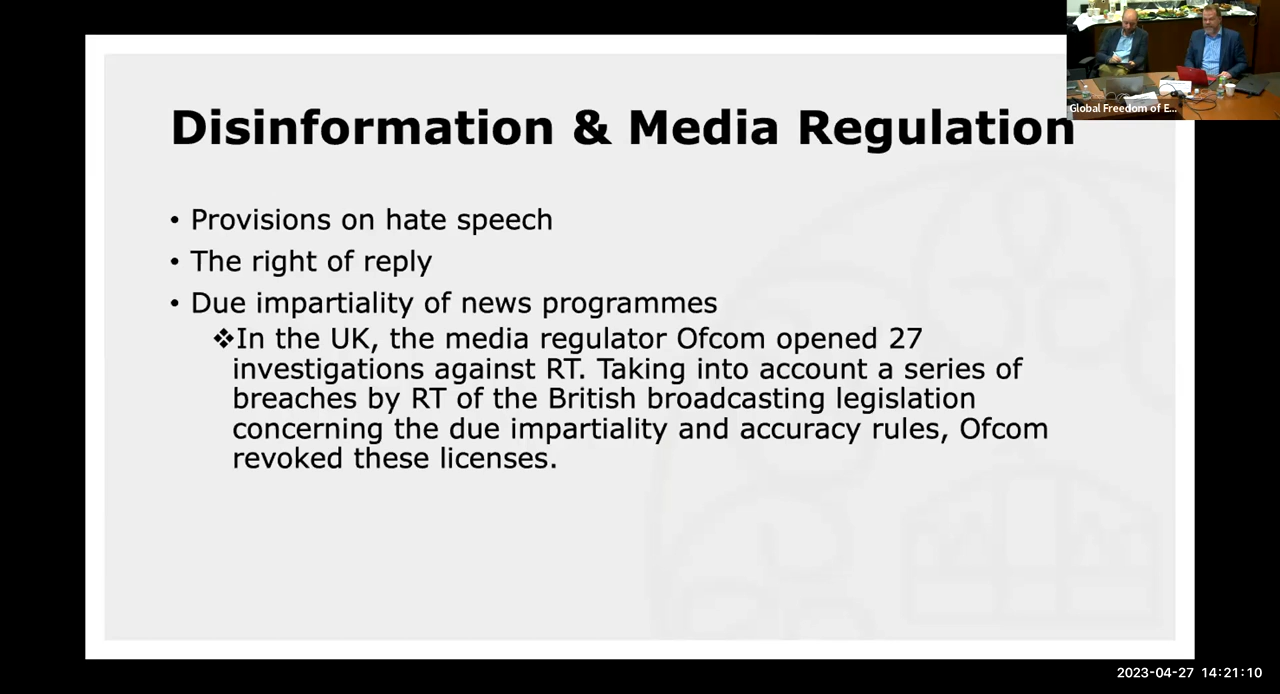 Disinformation & Media Regulation
• Provisions on hate speech
• The right of reply
• Due impartiality of news programmes
❖In the UK, the media regulator Ofcom opened 27
investigations against RT. Taking into account a series of
breaches by RT of the British broadcasting legislation
concerning the due impartiality and accuracy rules, Ofcom
revoked these licenses.
Global Freedom of E...
2023-04-27 14:21:10